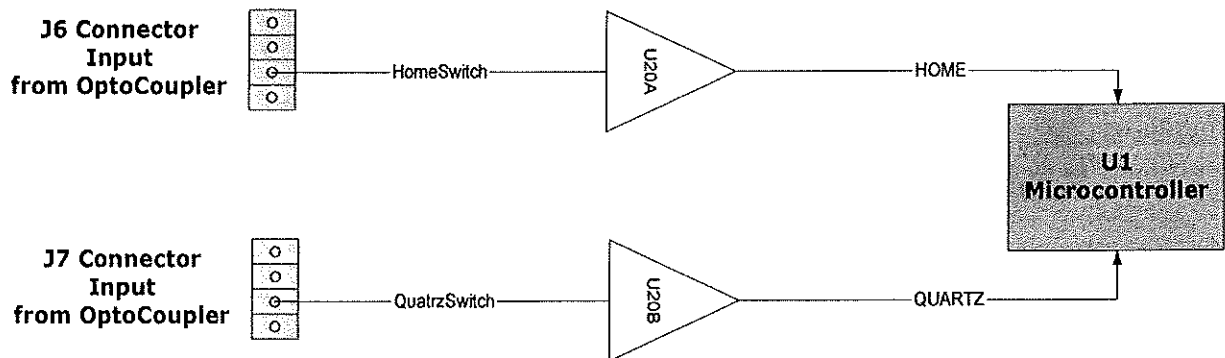 J6 Connector
Input
from OptoCoupler
HomeSwitch
U20A
HOME
U1
Microcontroller
J7 Connector
Input
from OptoCoupler
QuatrzSwitch
U20B
QUARTZ